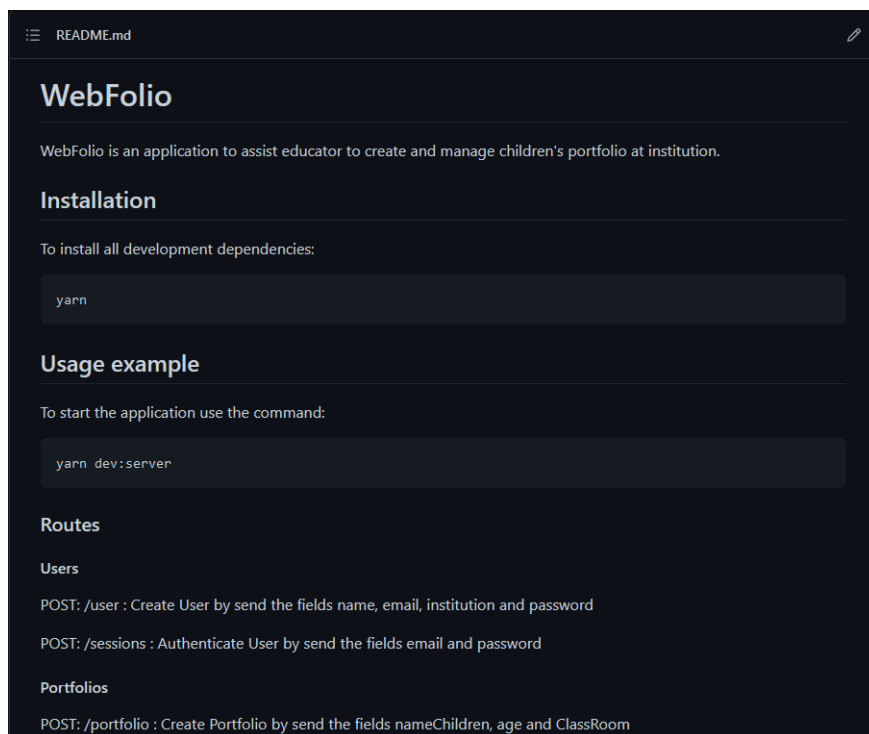 README.md
WebFolio
WebFolio is an application to assist educator to create and manage children's portfolio at institution.
Installation
To install all development dependencies:
yarn
Usage example
To start the application use the command:
yarn dev:server
Routes
Users
POST: /user : Create User by send the fields name, email, institution and password
POST: /sessions : Authenticate User by send the fields email and password
Portfolios
POST: /portfolio : Create Portfolio by send the fields nameChildren, age and ClassRoom